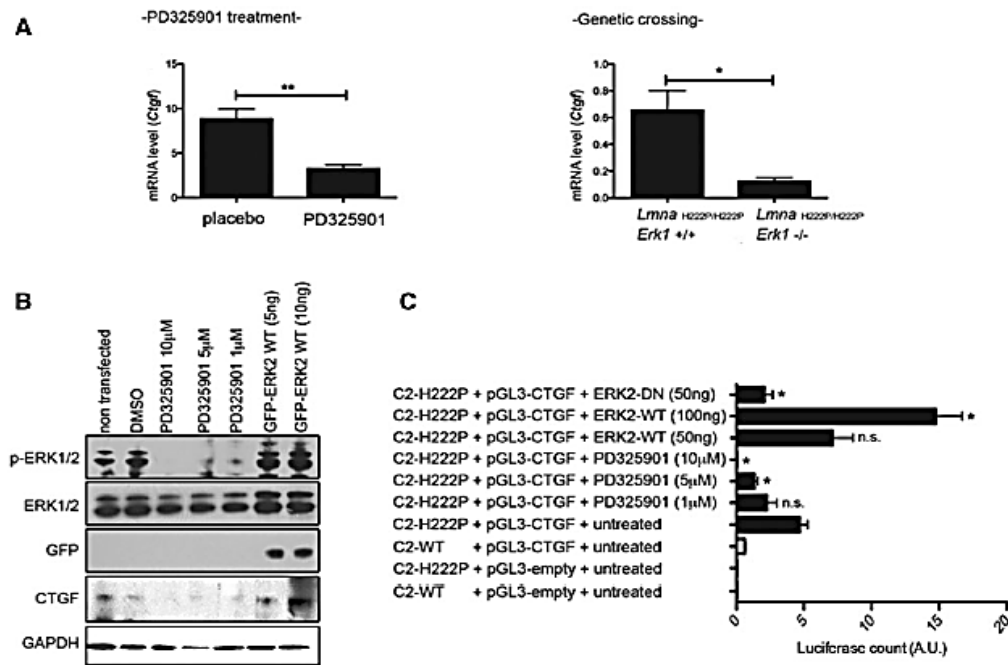 A
-PD325901 treatment-
-Genetic crossing-
mRNA level (Ctgf)
15
10
5
0
**
placebo
PD325901
mRNA level (Ctgf)
1.0
0.8
0.6
0.4
0.2
0.0
*
Lmna H222P/H222P
Erk1 +/+
Lmna H222P/H222P
Erk1 -/-
B
non transfected
DMSO
PD325901 10μM
PD325901 5μM
PD325901 1μM
GFP-ERK2 WT (5ng)
GFP-ERK2 WT (10ng)
p-ERK1/2
ERK1/2
GFP
CTGF
GAPDH
C
C2-H222P + pGL3-CTGF + ERK2-DN (50ng) *
C2-H222P + pGL3-CTGF + ERK2-WT (100ng) *
C2-H222P + pGL3-CTGF + ERK2-WT (50ng) n.s.
C2-H222P + pGL3-CTGF + PD325901 (10μM) *
C2-H222P + pGL3-CTGF + PD325901 (5μM) *
C2-H222P + pGL3-CTGF + PD325901 (1μM) n.s.
C2-H222P + pGL3-CTGF + untreated
C2-WT + pGL3-CTGF + untreated
C2-H222P + pGL3-empty + untreated
C2-WT + pGL3-empty + untreated
0 5 10 15 20
Luciferase count (A.U.)